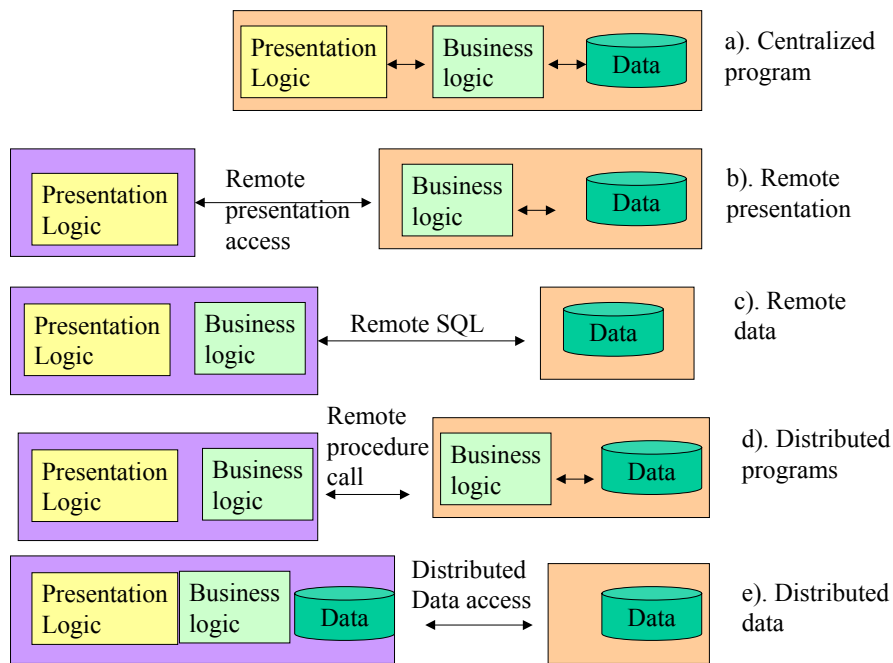 Presentation
Logic
Business
logic
Data
a). Centralized
program
Presentation
Logic
Remote
presentation
access
Business
logic
Data
b). Remote
presentation
Presentation
Logic
Business
logic
Remote SQL
Data
c). Remote
data
Presentation
Logic
Business
logic
Remote
procedure
call
Business
logic
Data
d). Distributed
programs
Presentation
Logic
Business
logic
Data
Distributed
Data access
Data
e). Distributed
data